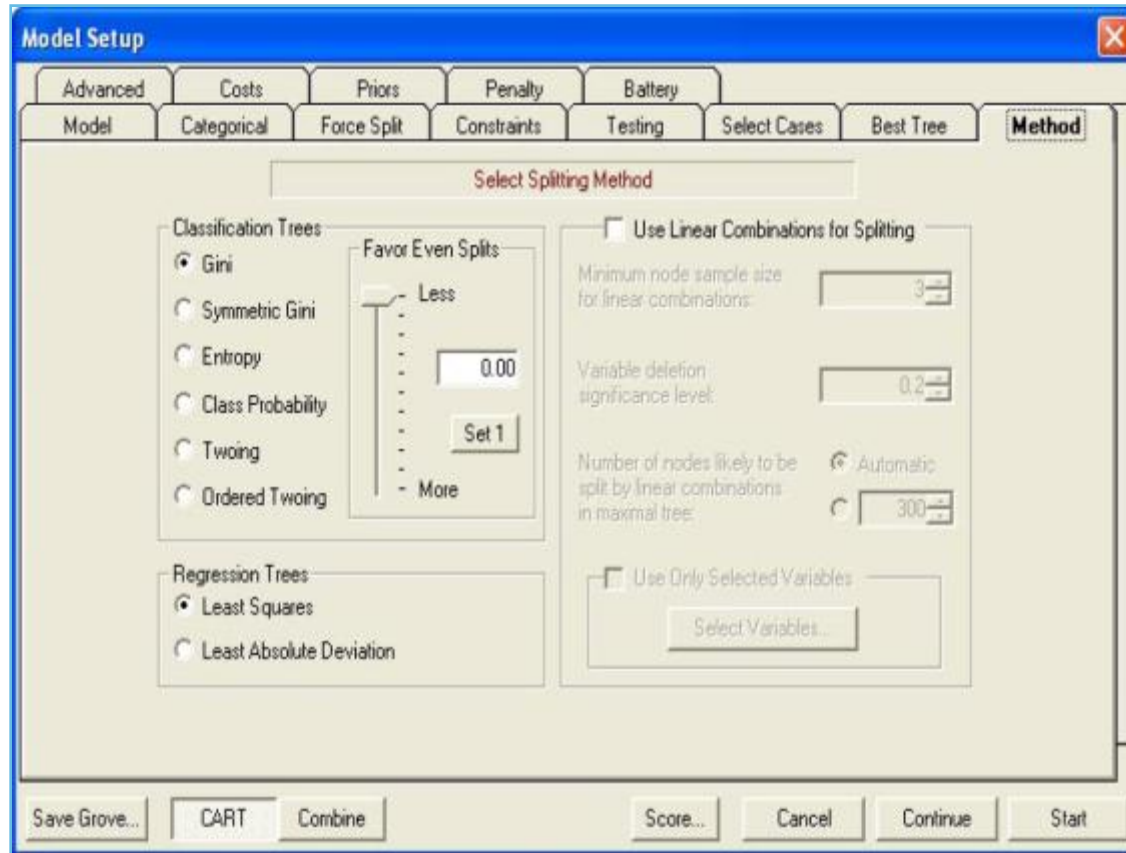 Model Setup
Advanced Costs Priors Penalty Battery
Model Categorical Force Split Constraints Testing Select Cases Best Tree Method
Select Splitting Method
Classification Trees
Gini
Symmetric Gini
Entropy
Class Probability
Twoing
Ordered Twoing
Favor Even Splits
Less
0.00
Set 1
More
Regression Trees
Least Squares
Least Absolute Deviation
Use Linear Combinations for Splitting
Minimum node sample size
for linear combinations:
3
Variable deletion
significance level:
0.2
Number of nodes likely to be
split by linear combinations
in maximal tree:
Automatic
300
Use Only Selected Variables
Select Variables...
Save Grove... CART Combine Score... Cancel Continue Start